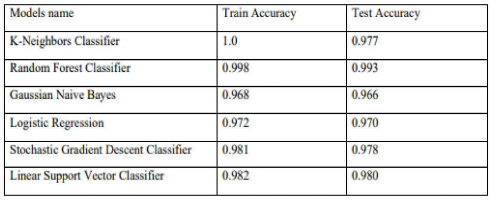 Models name Train Accuracy Test Accuracy
K-Neighbors Classifier 1.0 0.977
Random Forest Classifier 0.998 0.993
Gaussian Naive Bayes 0.968 0.966
Logistic Regression 0.972 0.970
Stochastic Gradient Descent Classifier 0.981 0.978
Linear Support Vector Classifier 0.982 0.980